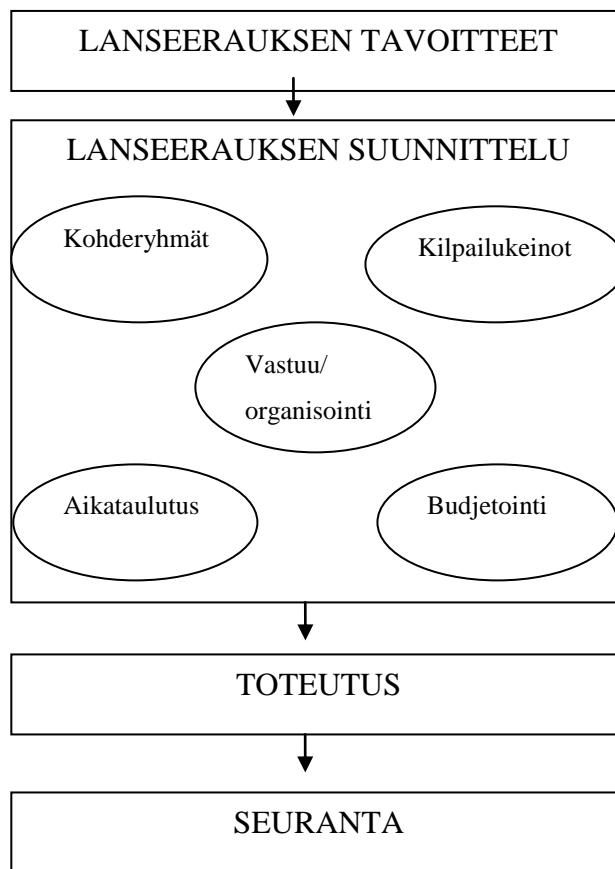 LANSEERAUKSEN TAVOITTEET
LANSEERAUKSEN SUUNNITTELU
Kohderyhmät
Kilpailukeinot
Vastuu/
organisointi
Aikataulutus
Budjetointi
TOTEUTUS
SEURANTA